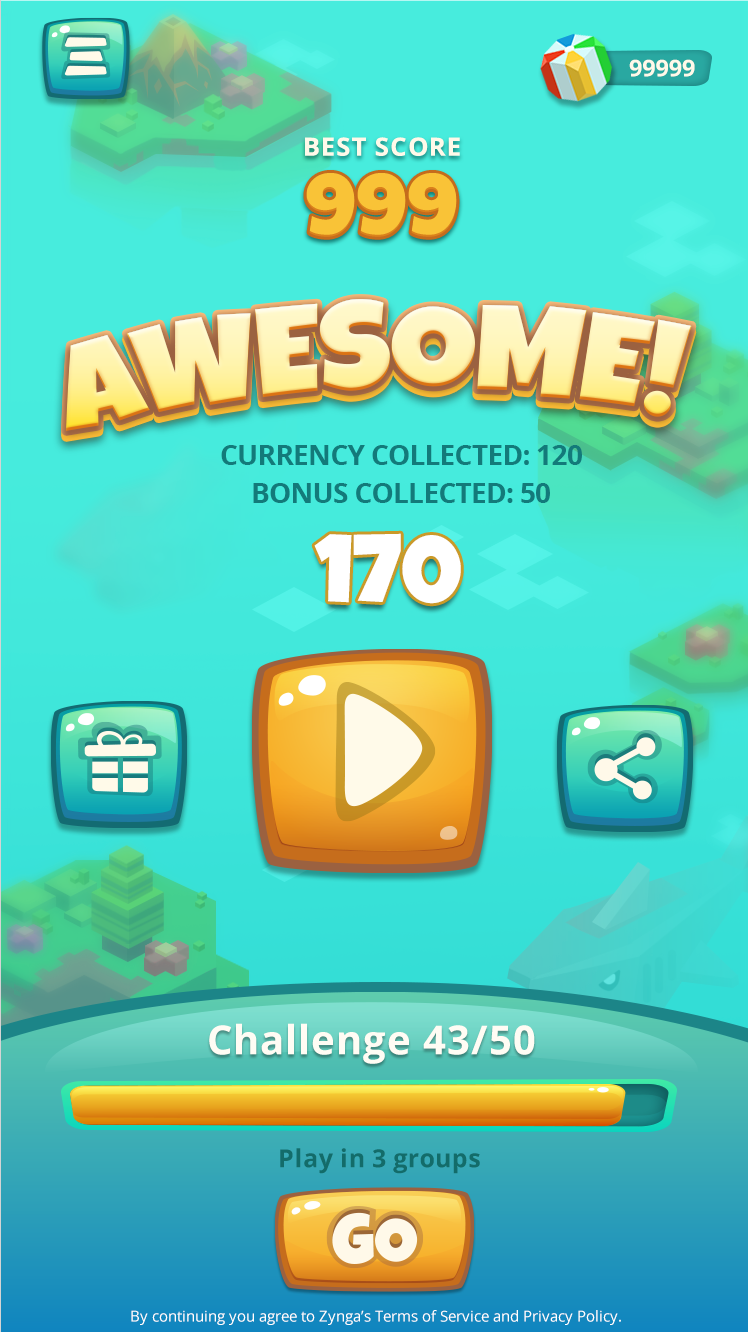 99999
BEST SCORE
999
AWESOME!
CURRENCY COLLECTED: 120
BONUS COLLECTED: 50
170
Challenge 43/50
Play in 3 groups
GO
By continuing you agree to Zynga’s Terms of Service and Privacy Policy.